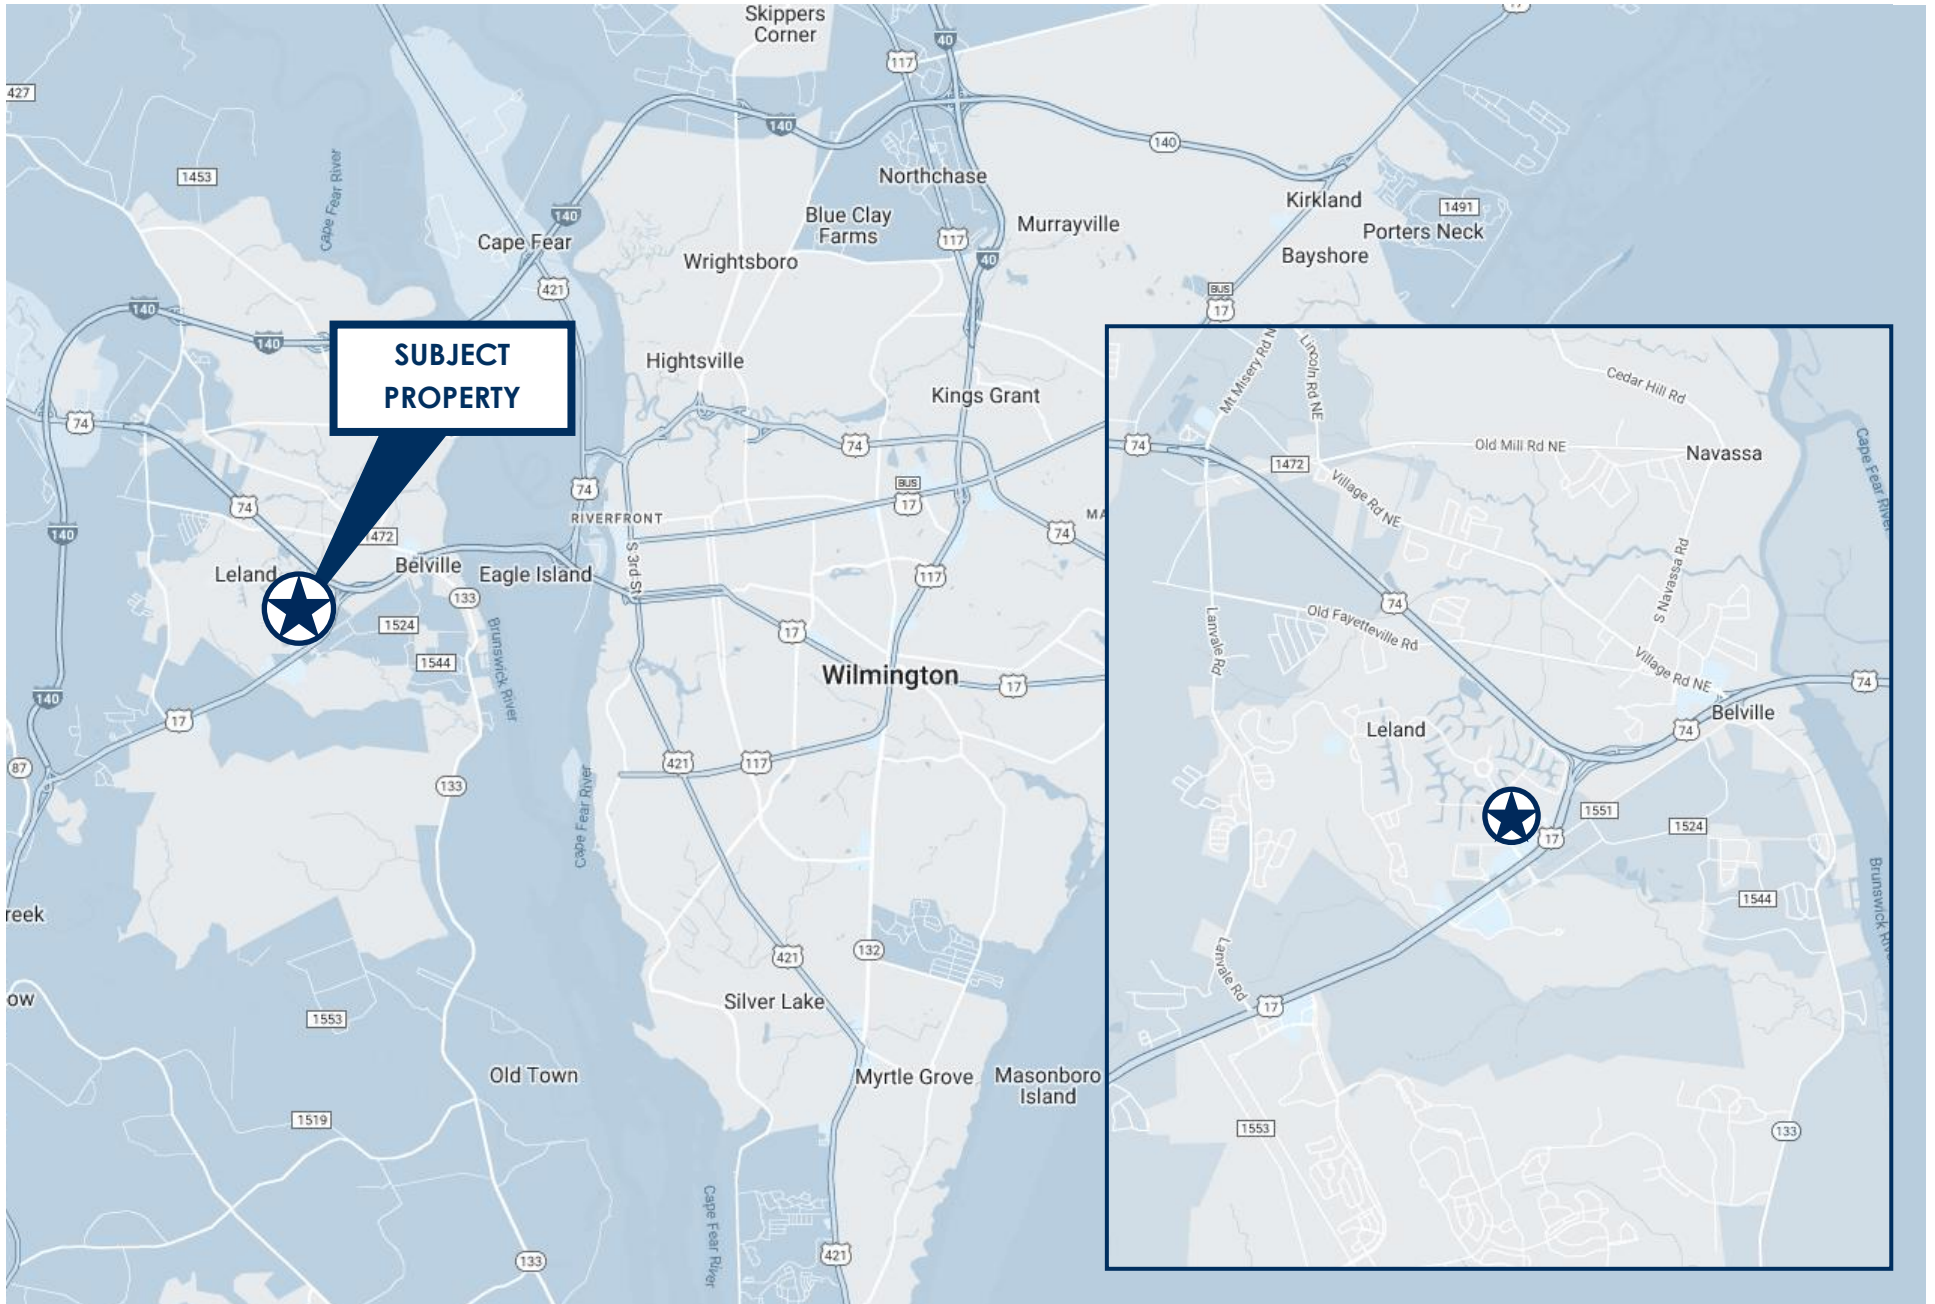 Skippers
Corner
17
40
117
427
140
140
1453
Cape Fear River
Northchase
Kirkland
1491
Blue Clay
Farms
140
Murrayville
Porters Neck
Cape Fear
117
Wrightsboro
40
Bayshore
421
BUS
17
140
140
SUBJECT
PROPERTY
Hightsville
Kings Grant
74
74
BUS
17
74
74
RIVERFRONT
MA
74
140
1472
S 3rd St
Belville
Leland
Eagle Island
117
133
1524
17
Brunswick River
1544
Wilmington
17
140
17
421
117
87
133
Cape Fear River
reek
132
421
ow
Silver Lake
1553
Old Town
Myrtle Grove
Masonboro
Island
1519
Cape Fear River
133
421
Mt Misery Rd N
Lincoln Rd NE
Cedar Hill Rd
74
Old Mill Rd NE
Navassa
Cape Fear River
1472
Village Rd NE
S Navassa Rd
74
Old Fayetteville Rd
Lanvale Rd
Village Rd NE
74
Belville
Leland
74
1551
1524
17
Brunswick Rive
1544
Lanvale Rd
17
1553
133